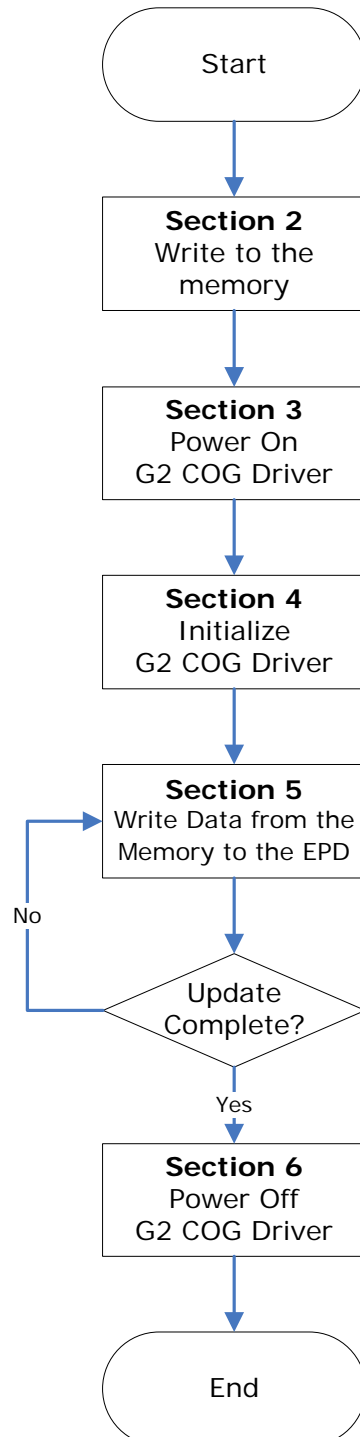 Start
Section 2
Write to the
memory
Section 3
Power On
G2 COG Driver
Section 4
Initialize
G2 COG Driver
Section 5
Write Data from the
Memory to the EPD
No
Update
Complete?
Yes
Section 6
Power Off
G2 COG Driver
End